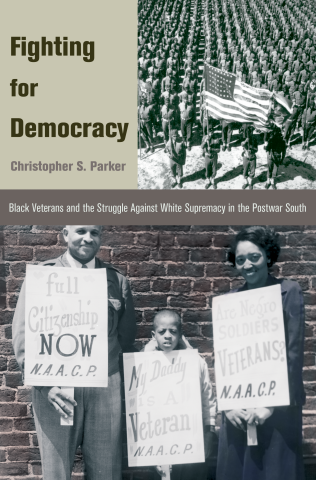 Fighting
for
Democracy
Christopher S. Parker
Black Veterans and the Struggle Against White Supremacy in the Postwar South
full
Citizenship
NOW
N.A.A.C.P.
My Daddy
IS A
Veteran
N.A.A.C.P.
Are Negro
SOLDIERS
VETERANS?
N.A.A.C.P.